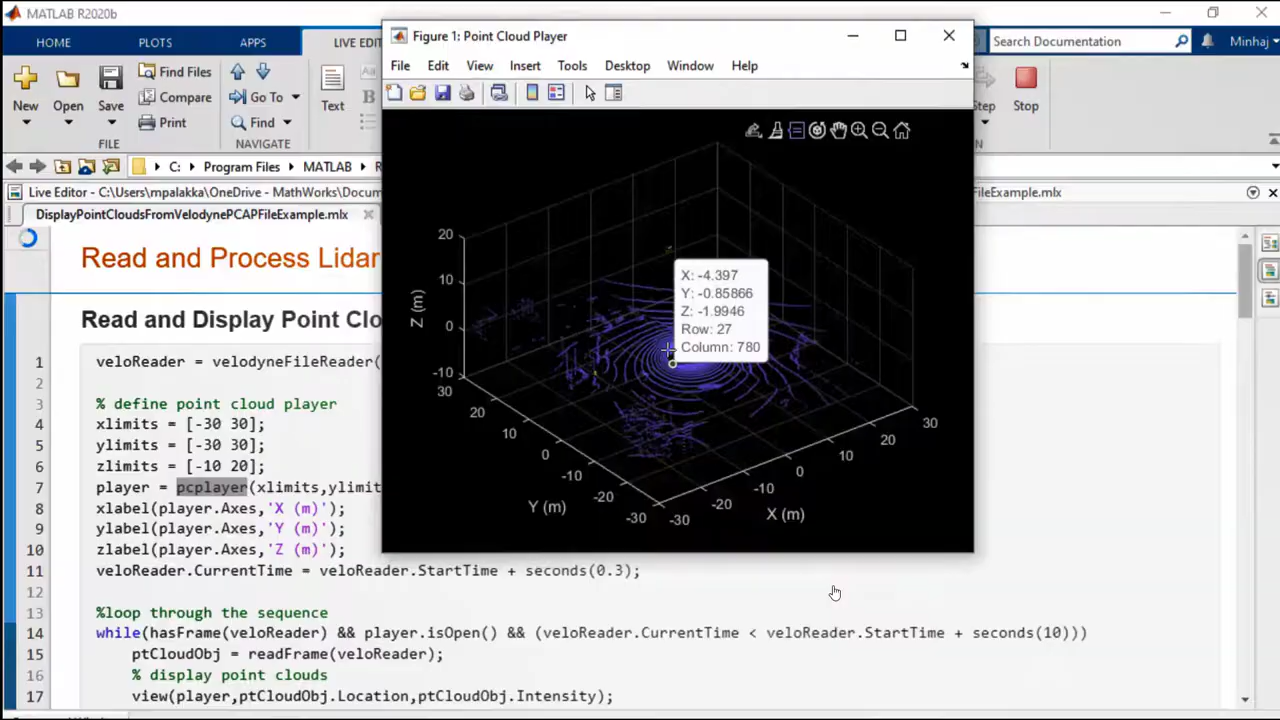 MATLAB R2020b
HOME
PLOTS
APPS
LIVE EDI
Search Documentation
Minhaj
New
Open
Save
Find Files
Compare
Print
FILE
Go To
Find
NAVIGATE
Text
B
Step
Stop
Figure 1: Point Cloud Player
File Edit View Insert Tools Desktop Window Help
C: Program Files MATLAB R
Live Editor - C:\Users\mpalakka\OneDrive - MathWorks\Docum
FileExample.mlx
DisplayPointCloudsFromVelodynePCAPFileExample.mlx
Read and Process Lidar
Read and Display Point Clo
X: -4.397
Y: -0.85866
Z: -1.9946
Row: 27
Column: 780
Z (m)
20
10
0
-10
30
20
10
0
-10
-20
-30
Y (m)
-30
-20
-10
0
10
20
30
X (m)
1 veloReader = velodyneFileReader(
2
3 % define point cloud player
4 xlimits = [-30 30];
5 ylimits = [-30 30];
6 zlimits = [-10 20];
7 player = pcplayer(xlimits,ylimit
8 xlabel(player.Axes,'X (m)');
9 ylabel(player.Axes,'Y (m)');
10 zlabel(player.Axes,'Z (m)');
11 veloReader.CurrentTime = veloReader.StartTime + seconds(0.3);
12
13 %loop through the sequence
14 while(hasFrame(veloReader) && player.isOpen() && (veloReader.CurrentTime < veloReader.StartTime + seconds(10)))
15 ptCloudObj = readFrame(veloReader);
16 % display point clouds
17 view(player,ptCloudObj.Location,ptCloudObj.Intensity);